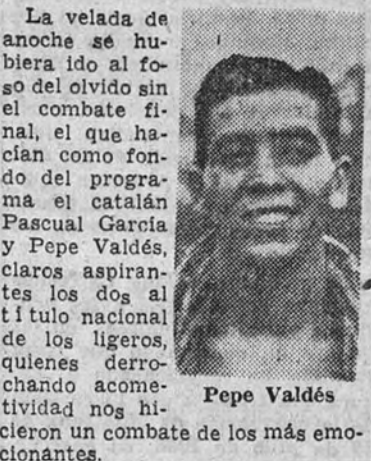 La velada de
anoche se hu-
biera ido al fo-
so del olvido sin
el combate fi-
nal, el que ha-
cían como fon-
do del progra-
ma el catalán
Pascual García
y Pepe Valdés,
claros aspiran-
tes los dos al
título nacional
de los ligeros,
quienes derro-
chando acome-
tividad nos hi-
cieron un combate de los más emo-
cionantes.
Pepe Valdés